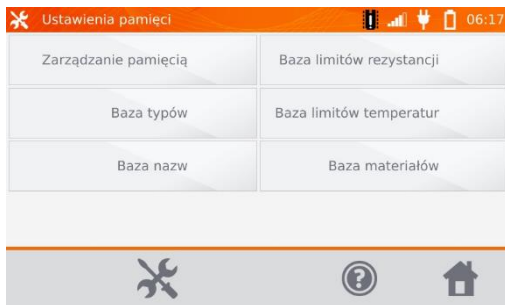 Ustawienia pamięci 06:17
Zarządzanie pamięcią Baza limitów rezystancji
Baza typów Baza limitów temperatur
Baza nazw Baza materiałów
?